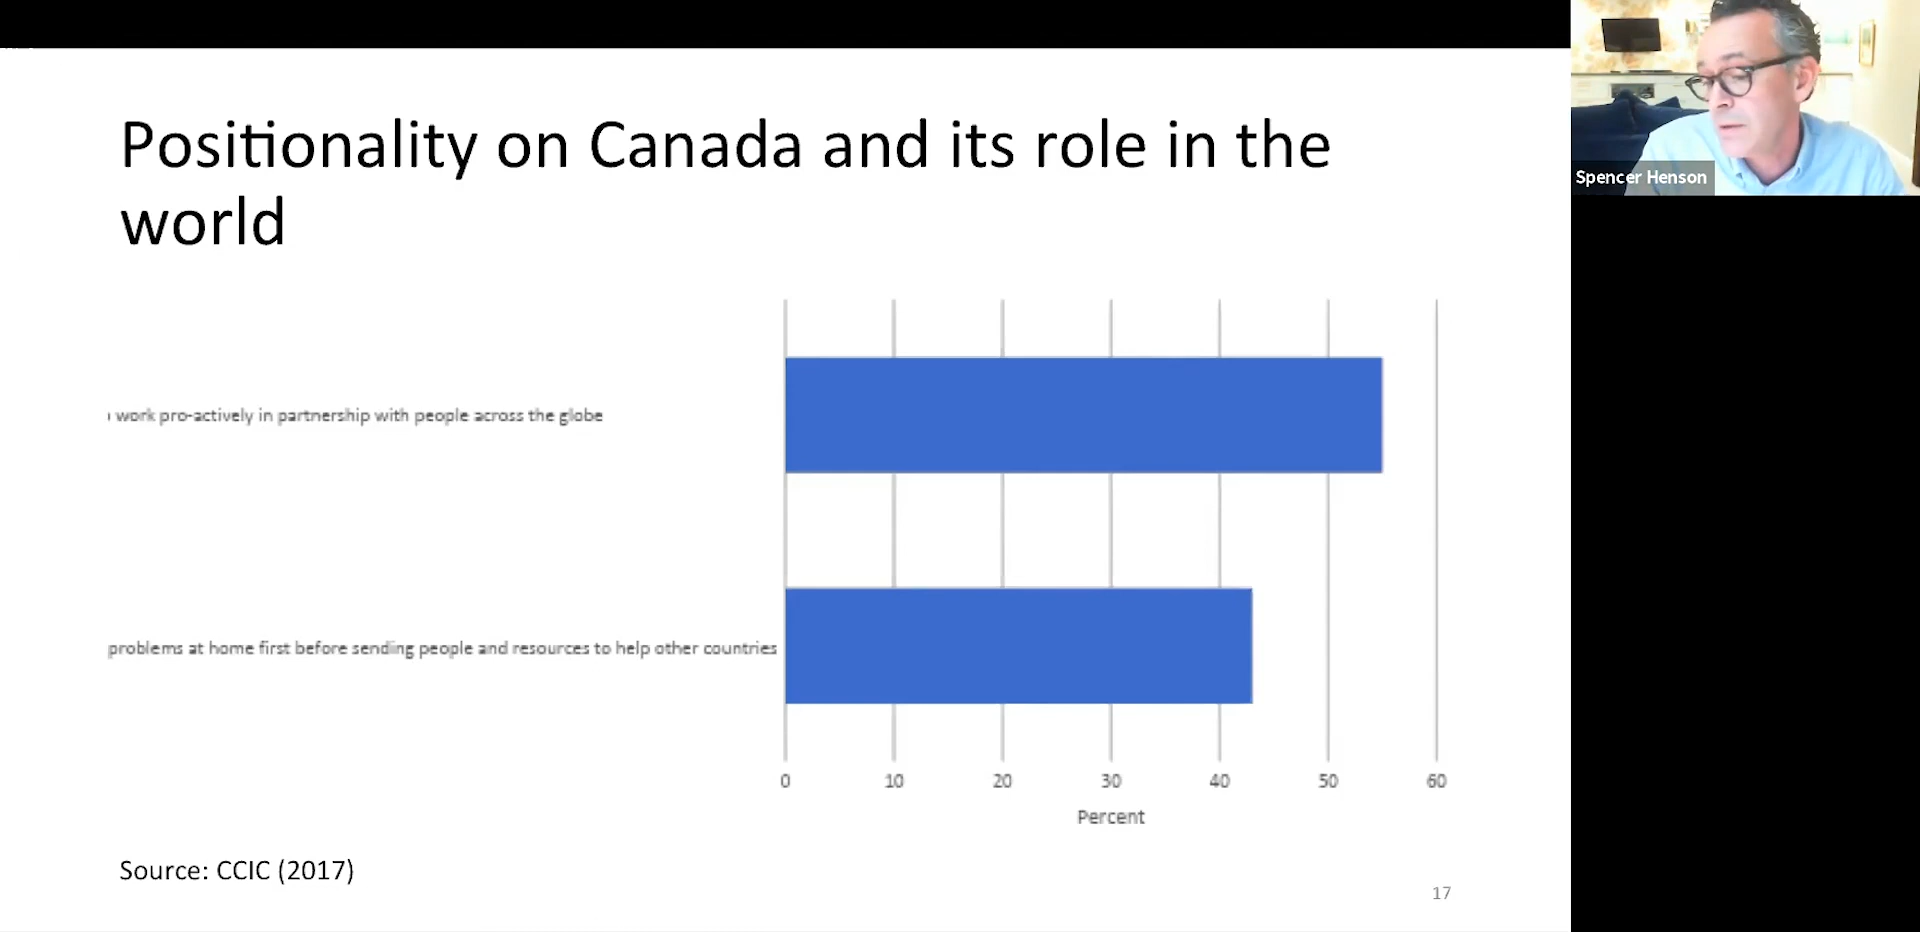 Positionality on Canada and its role in the
world
work pro-actively in partnership with people across the globe
problems at home first before sending people and resources to help other countries
0 10 20 30 40 50 60
Percent
Source: CCIC (2017)
17
Spencer Henson